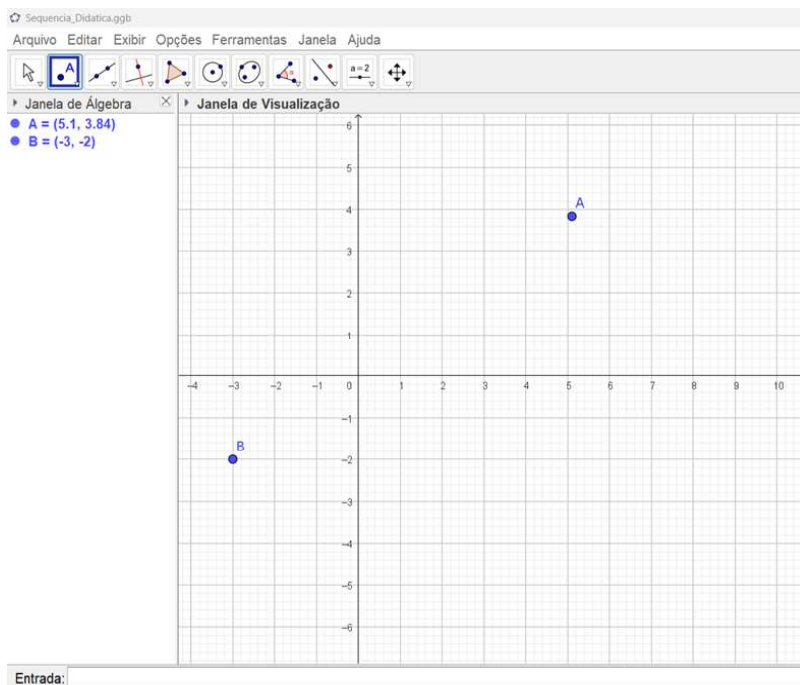 Sequencia_Didatica.ggb
Arquivo Editar Exibir Opções Ferramentas Janela Ajuda
A
α
a=2
Janela de Álgebra
Janela de Visualização
A = (5.1, 3.84)
B = (-3, -2)
6
5
4
A
3
2
1
–4 –3 –2 –1 0 1 2 3 4 5 6 7 8 9 10
–1
B
–2
–3
–4
–5
–6
Entrada: